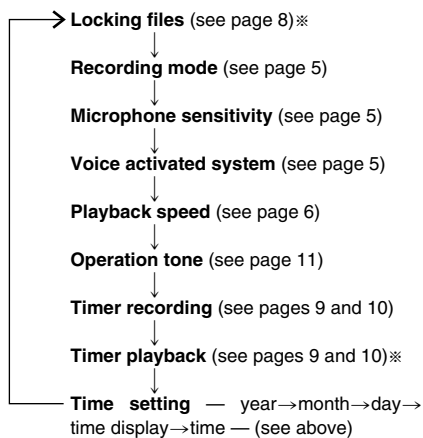 Locking files (see page 8)※
Recording mode (see page 5)
Microphone sensitivity (see page 5)
Voice activated system (see page 5)
Playback speed (see page 6)
Operation tone (see page 11)
Timer recording (see pages 9 and 10)
Timer playback (see pages 9 and 10)※
Time setting — year→month→day→
time display→time — (see above)